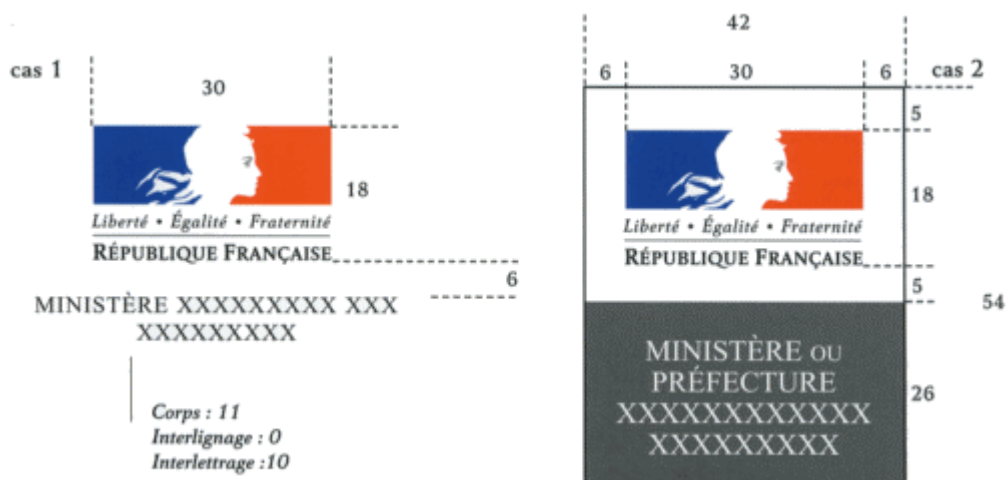 cas 1
30
18
Liberté • Égalité • Fraternité
RÉPUBLIQUE FRANÇAISE
6
MINISTÈRE XXXXXXXXX XXX
XXXXXXXXX
Corps : 11
Interlignage : 0
Interlettrage :10
42
6 30 6 cas 2
5
18
Liberté • Égalité • Fraternité
RÉPUBLIQUE FRANÇAISE
5
54
MINISTÈRE OU
PRÉFECTURE
XXXXXXXXXXXX
XXXXXXXXX
26